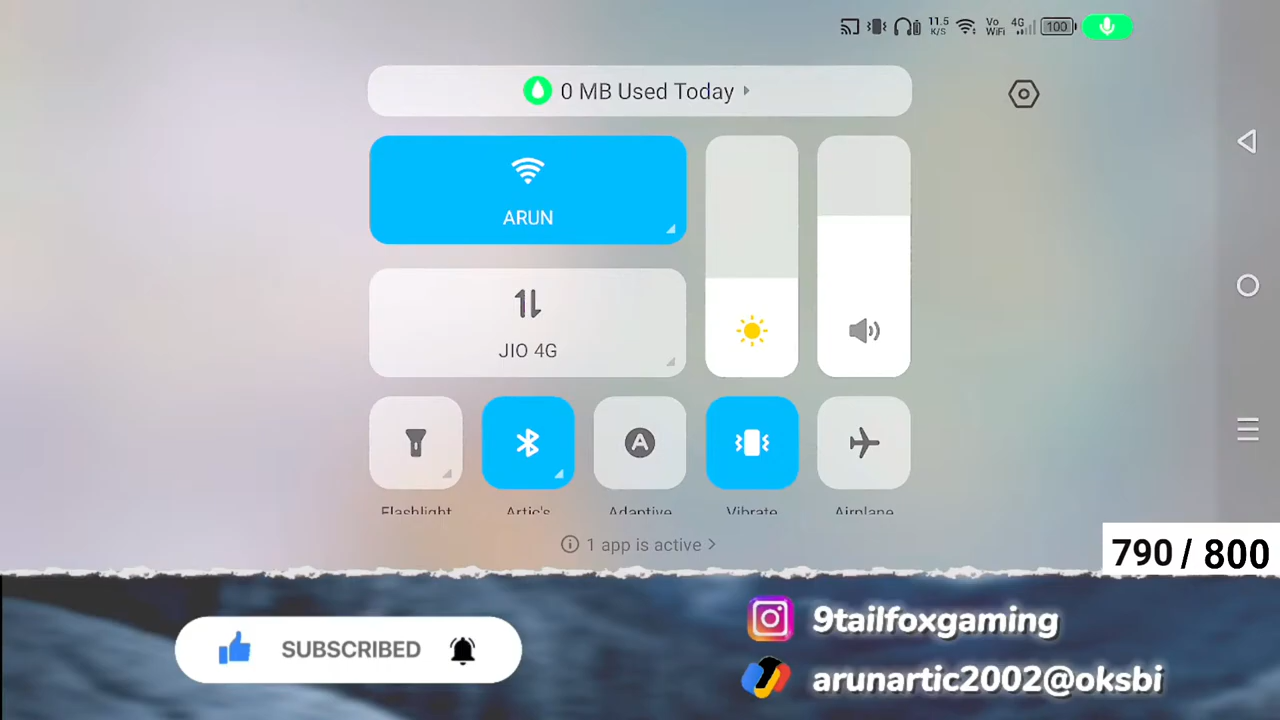 11.5
K/S
Vo
WiFi
4G
100
0 MB Used Today
ARUN
JIO 4G
Flashlight
Artic's
Adaptive
Vibrate
Airplane
1 app is active >
790 / 800
SUBSCRIBED
9tailfoxgaming
arunartic2002@oksbi